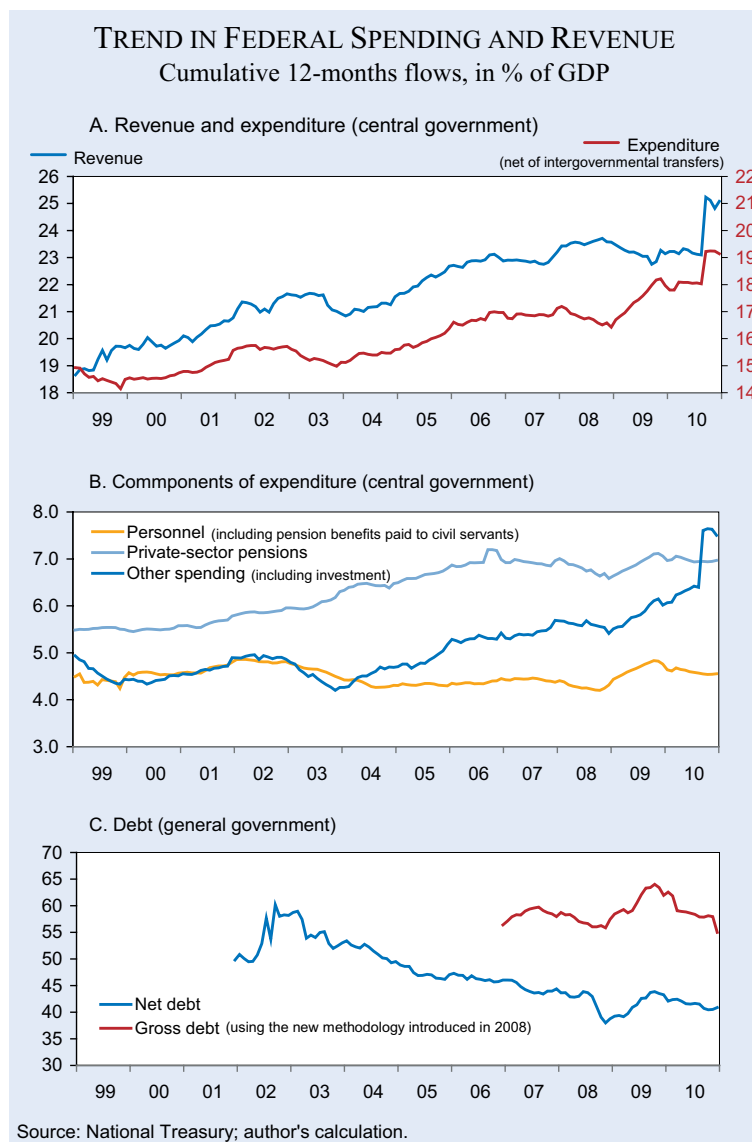 TREND IN FEDERAL SPENDING AND REVENUE
Cumulative 12-months flows, in % of GDP
A. Revenue and expenditure (central government)
Revenue
Expenditure
(net of intergovernmental transfers)
26
25
23
22
21
20
19
18
22
21
20
19
18
17
16
15
14
99 00 01 02 03 04 05 06 07 08 09 10
B. Commponents of expenditure (central government)
8.0
7.0
6.0
5.0
4.0
3.0
Personnel (including pension benefits paid to civil servants)
Private-sector pensions
Other spending (including investment)
99 00 01 02 03 04 05 06 07 08 09 10
C. Debt (general government)
70
65
60
55
50
45
40
35
30
Net debt
Gross debt (using the new methodology introduced in 2008)
99 00 01 02 03 04 05 06 07 08 09 10
Source: National Treasury; author's calculation.